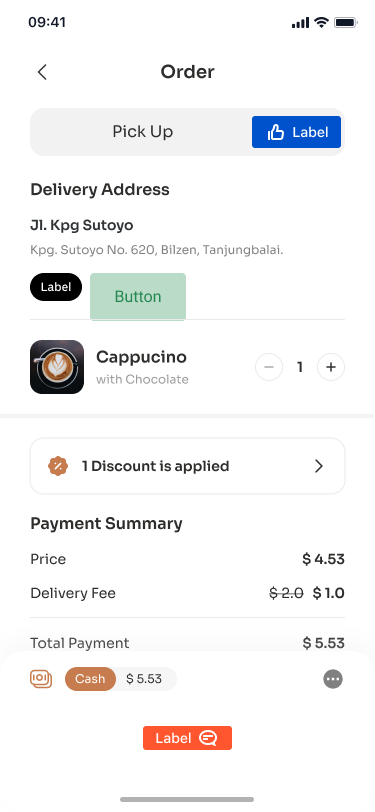 09:41
Order
Pick Up
Label
Delivery Address
Jl. Kpg Sutoyo
Kpg. Sutoyo No. 620, Bilzen, Tanjungbalai.
Label
Button
Cappucino
with Chocolate
1
1 Discount is applied
Payment Summary
Price $ 4.53
Delivery Fee $ 2.0 $ 1.0
Total Payment $ 5.53
Cash $ 5.53
Label